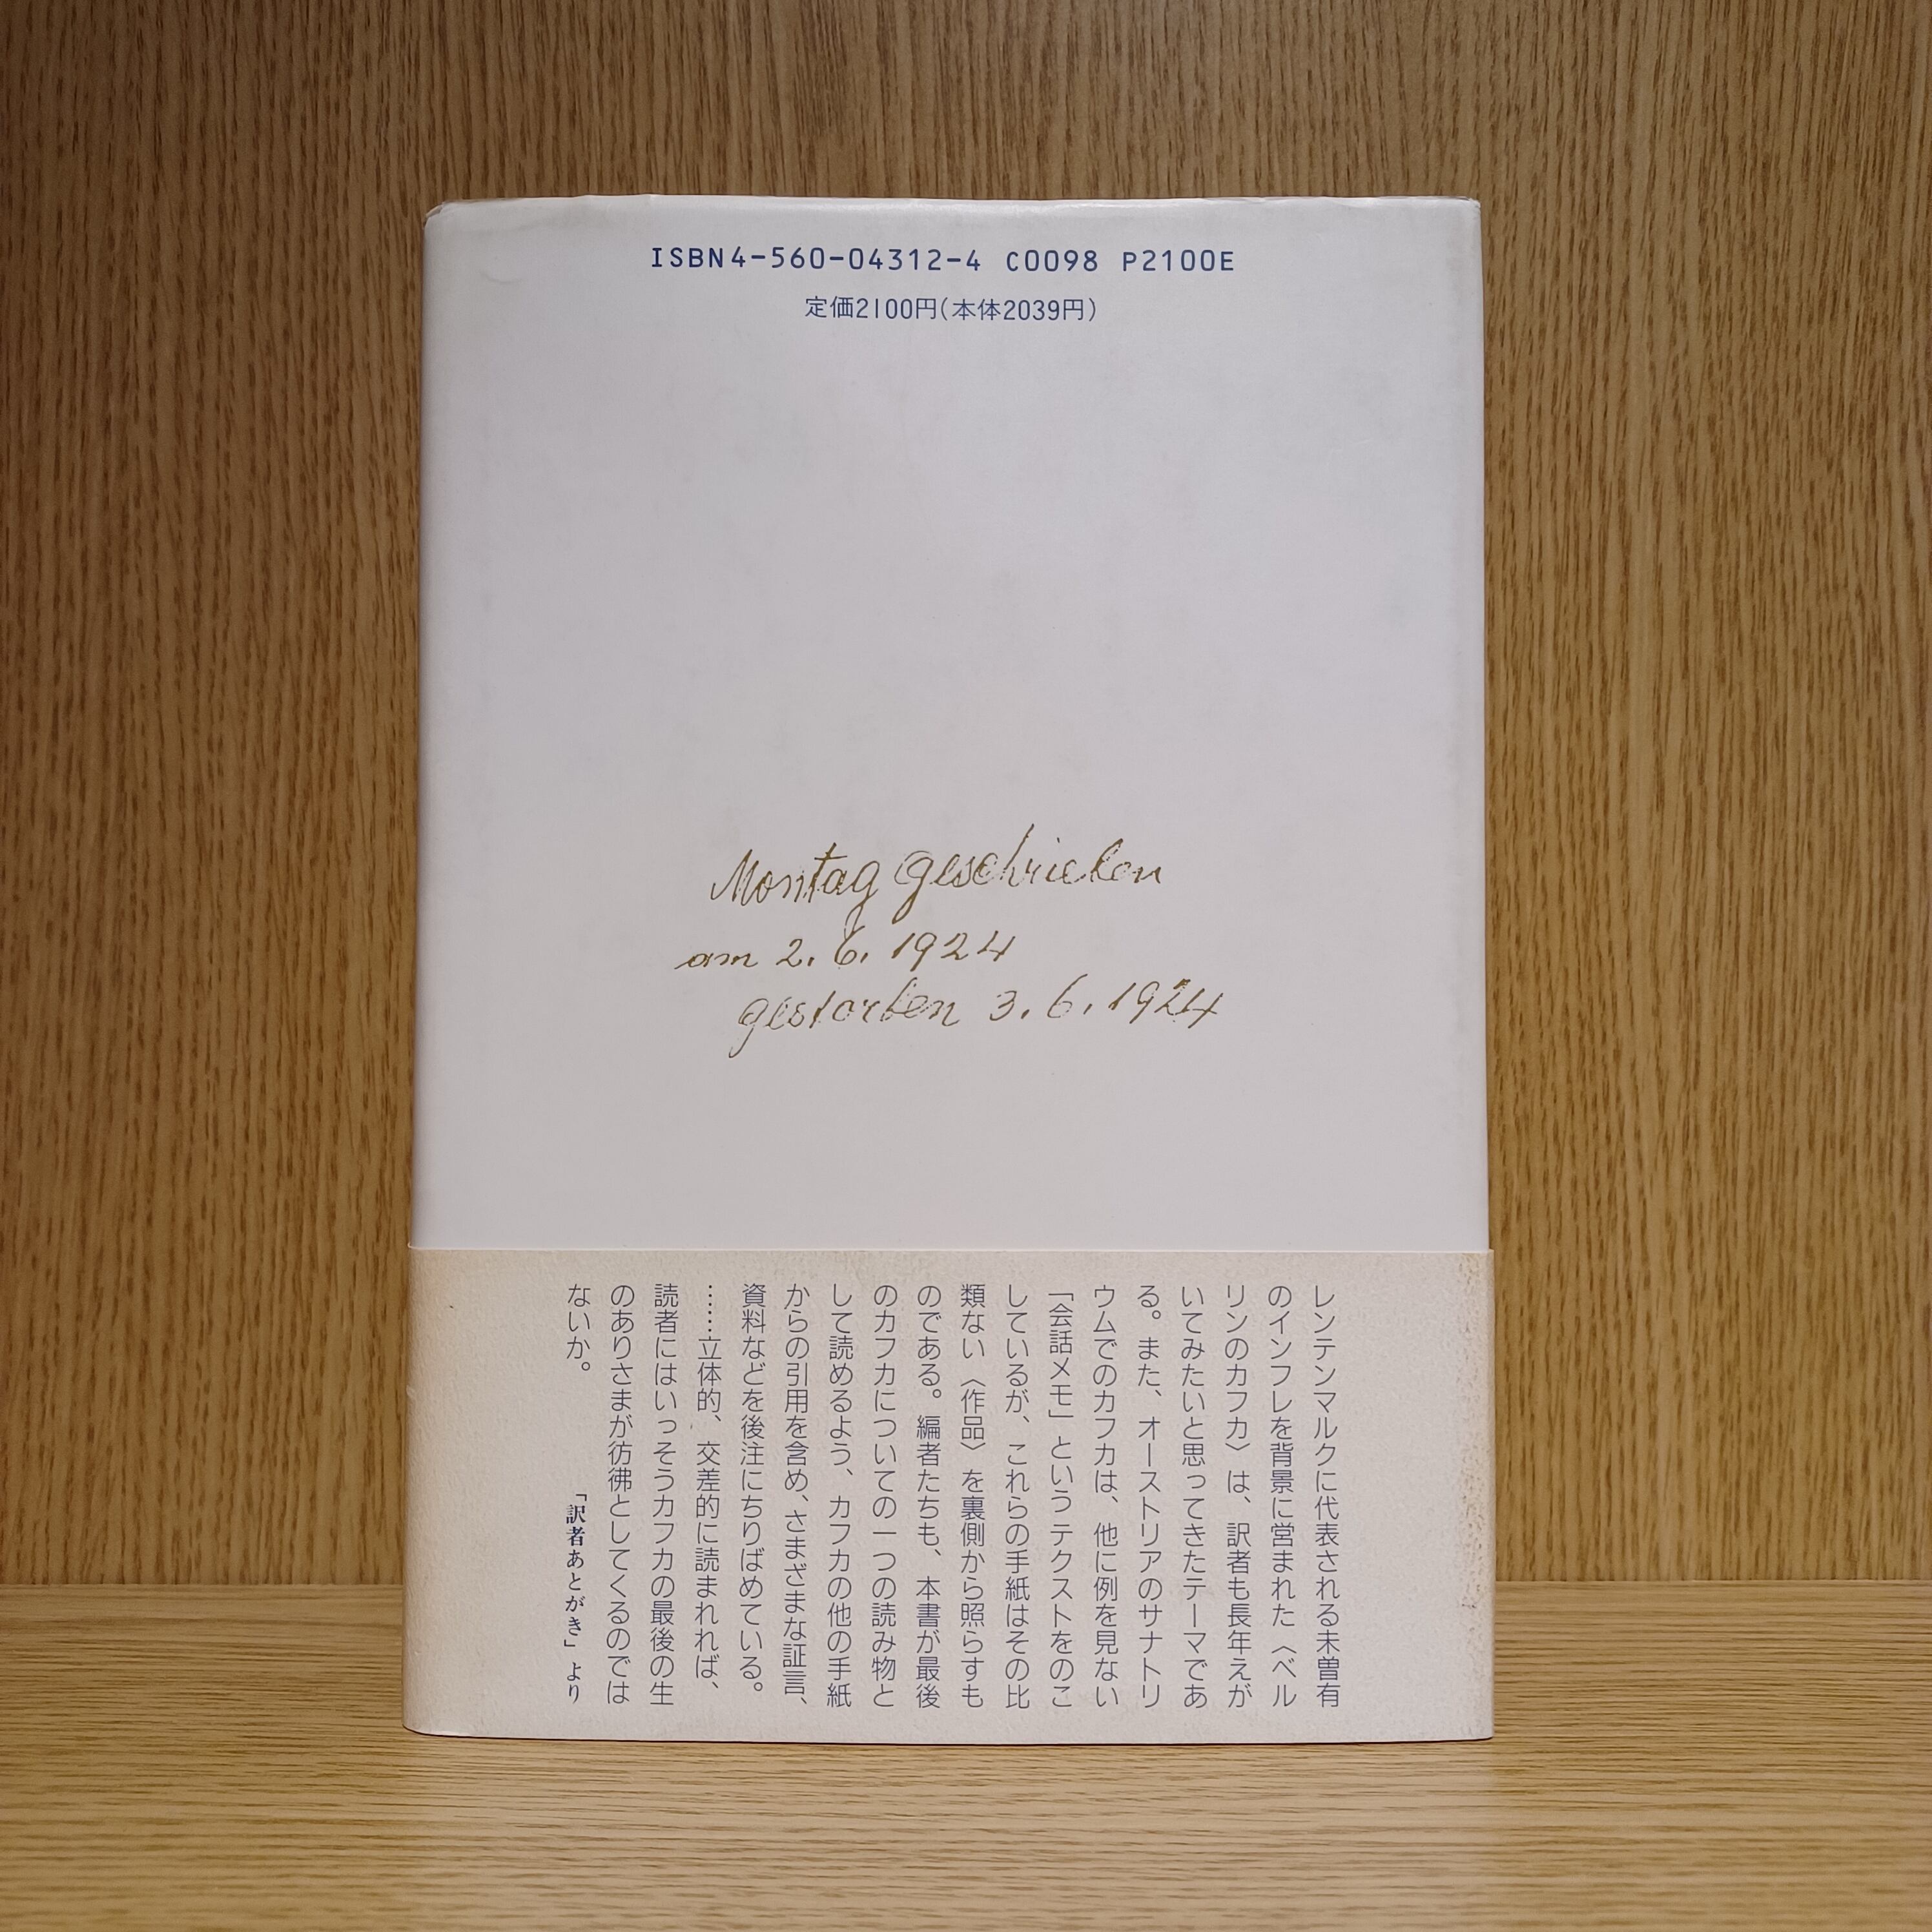 ISBN4-560-04312-4 C0098 P2100E
定価2100円(本体2039円)
Montag geschrieben
am 2.6.1924
gestorben 3.6.1924
レンテンマルクに代表される未曽有
のインフレを背景に営まれた〈ベル
リンのカフカ〉は、訳者も長年えが
いてみたいと思ってきたテーマであ
る。また、オーストリアのサナトリ
ウムでのカフカは、他に例を見ない
「会話メモ」というテクストをのこ
しているが、これらの手紙はその比
類ない〈作品〉を裏側から照らすも
のである。編者たちも、本書が最後
のカフカについての一つの読み物と
して読めるよう、カフカの他の手紙
からの引用を含め、さまざまな証言、
資料などを後注にちりばめている。
……立体的、交差的に読まれれば、
読者にはいっそうカフカの最後の生
のありさまが彷彿としてくるのでは
ないか。
「訳者あとがき」より